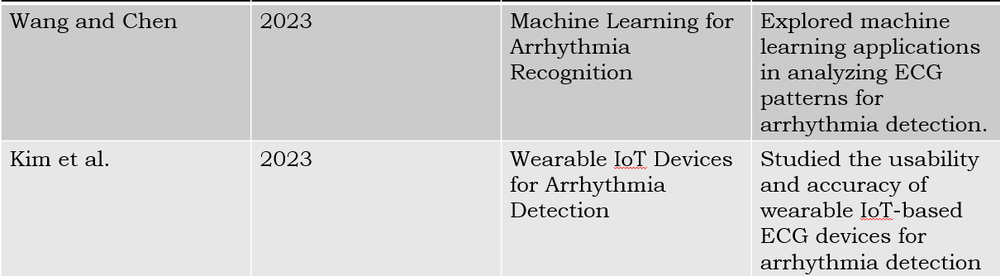 Wang and Chen
2023
Machine Learning for
Arrhythmia
Recognition
Explored machine
learning applications
in analyzing ECG
patterns for
arrhythmia detection.
Kim et al.
2023
Wearable IoT Devices
for Arrhythmia
Detection
Studied the usability
and accuracy of
wearable IoT-based
ECG devices for
arrhythmia detection